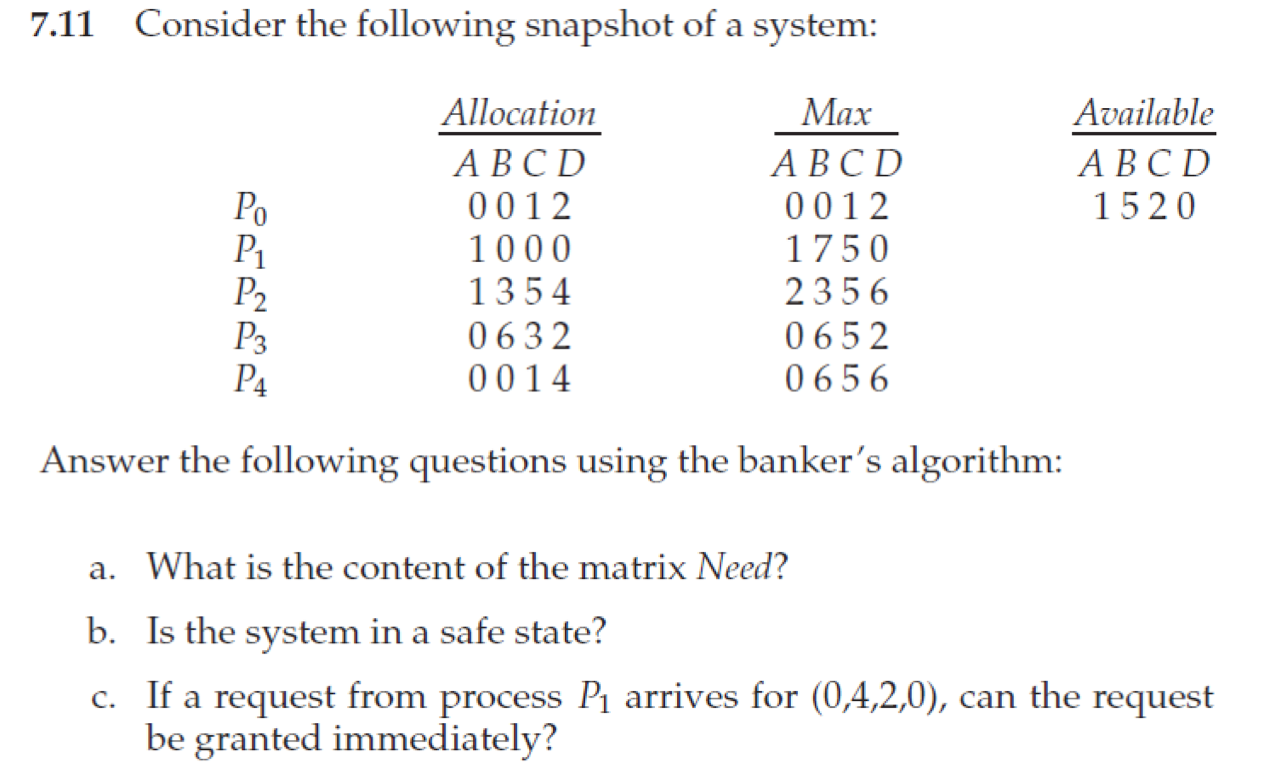 7.11 Consider the following snapshot of a system:
Allocation Max Available
A B C D A B C D A B C D
P0 0 0 1 2 0 0 1 2 1 5 2 0
P1 1 0 0 0 1 7 5 0
P2 1 3 5 4 2 3 5 6
P3 0 6 3 2 0 6 5 2
P4 0 0 1 4 0 6 5 6
Answer the following questions using the banker's algorithm:
a. What is the content of the matrix Need?
b. Is the system in a safe state?
c. If a request from process P1 arrives for (0,4,2,0), can the request
be granted immediately?